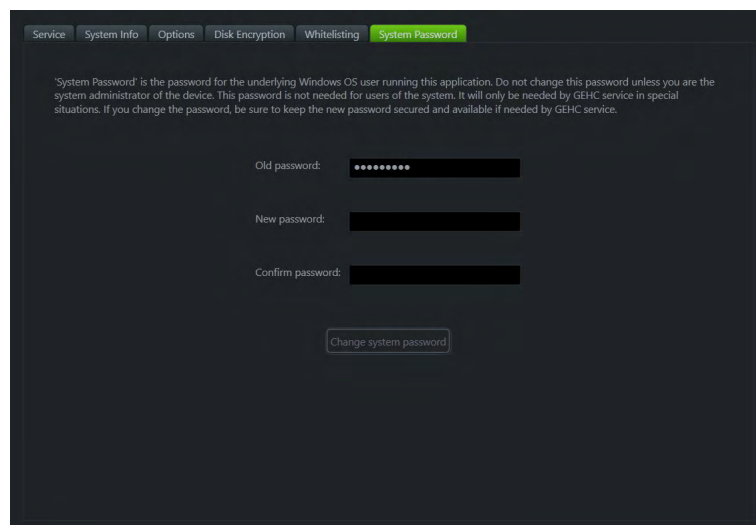 Service System Info Options Disk Encryption Whitelisting System Password
'System Password' is the password for the underlying Windows OS user running this application. Do not change this password unless you are the
system administrator of the device. This password is not needed for users of the system. It will only be needed by GEHC service in special
situations. If you change the password, be sure to keep the new password secured and available if needed by GEHC service.
Old password: •••••••••
New password:
Confirm password:
Change system password